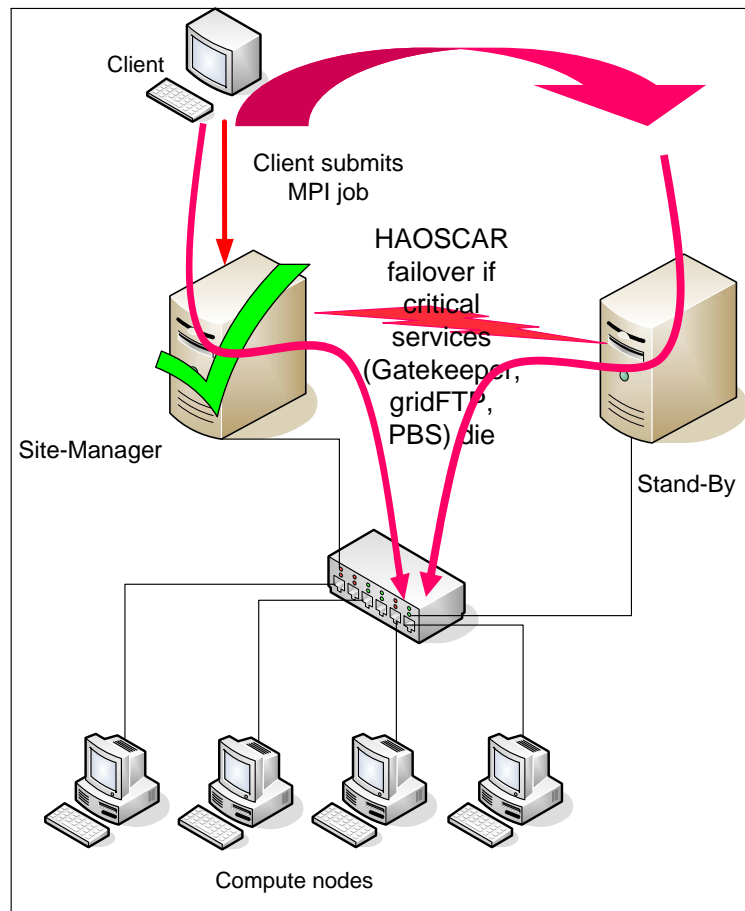 Client
Client submits
MPI job
HAOSCAR
failover if
critical
services
(Gatekeeper,
gridFTP,
PBS) die
Site-Manager
Stand-By
Compute nodes